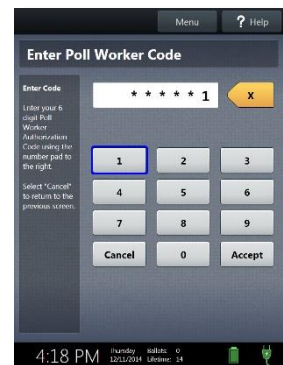 Menu
? Help
Enter Poll Worker Code
Enter Code
Enter your 6
digit Poll
Worker
Authorization
Code using the
number pad to
the right.
Select "Cancel"
to return to the
previous screen.
* * * * * 1
X
1
2
3
4
5
6
7
8
9
Cancel
0
Accept
4:18 PM
Thursday
12/11/2014
Ballots: 0
Lifetime: 14